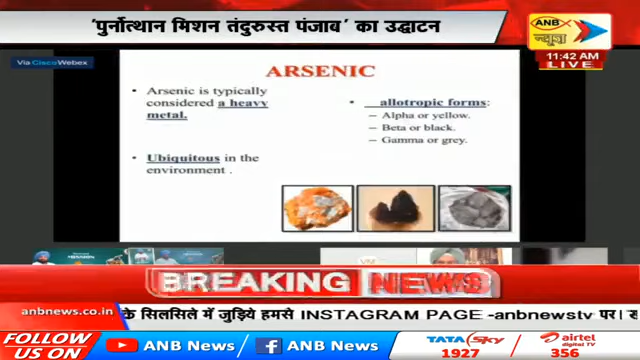 'पुर्नोत्थान मिशन तंदुरुस्त पंजाब' का उद्घाटन
ANB
न्यूज़
11:42 AM
LIVE
Via Cisco Webex
ARSENIC
• Arsenic is typically
considered a heavy
metal.
• Ubiquitous in the
environment .
• allotropic forms:
– Alpha or yellow.
– Beta or black.
– Gamma or grey.
BREAKING NEWS
anbnews.co.in
के सिलसिले में जुड़िये हमसे INSTAGRAM PAGE -anbnewstv पर।
FOLLOW
US ON
ANB News
ANB News
TATA Sky
1927
airtel
digital TV
356